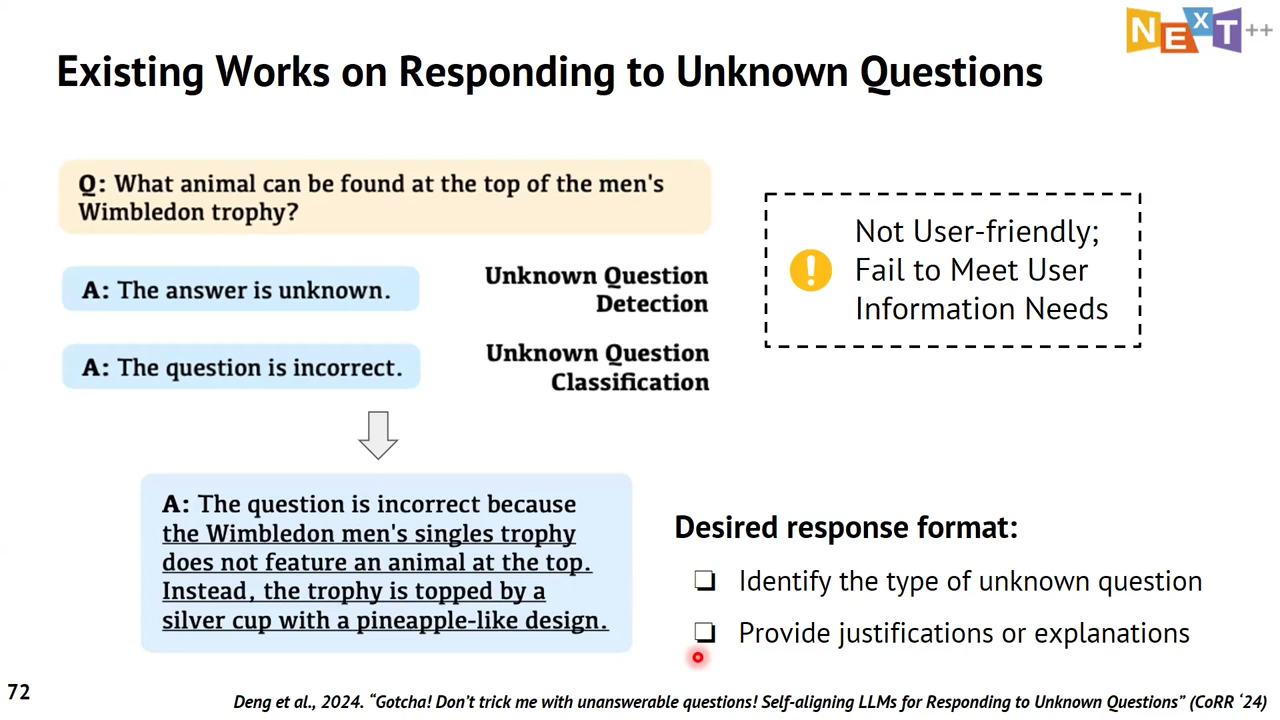 NEXT++
Existing Works on Responding to Unknown Questions
Q: What animal can be found at the top of the men's
Wimbledon trophy?
A: The answer is unknown.
Unknown Question
Detection
A: The question is incorrect.
Unknown Question
Classification
Not User-friendly;
Fail to Meet User
Information Needs
A: The question is incorrect because
the Wimbledon men's singles trophy
does not feature an animal at the top.
Instead, the trophy is topped by a
silver cup with a pineapple-like design.
Desired response format:
❏ Identify the type of unknown question
❏ Provide justifications or explanations
72
Deng et al., 2024. “Gotcha! Don’t trick me with unanswerable questions! Self-aligning LLMs for Responding to Unknown Questions” (CoRR ‘24)